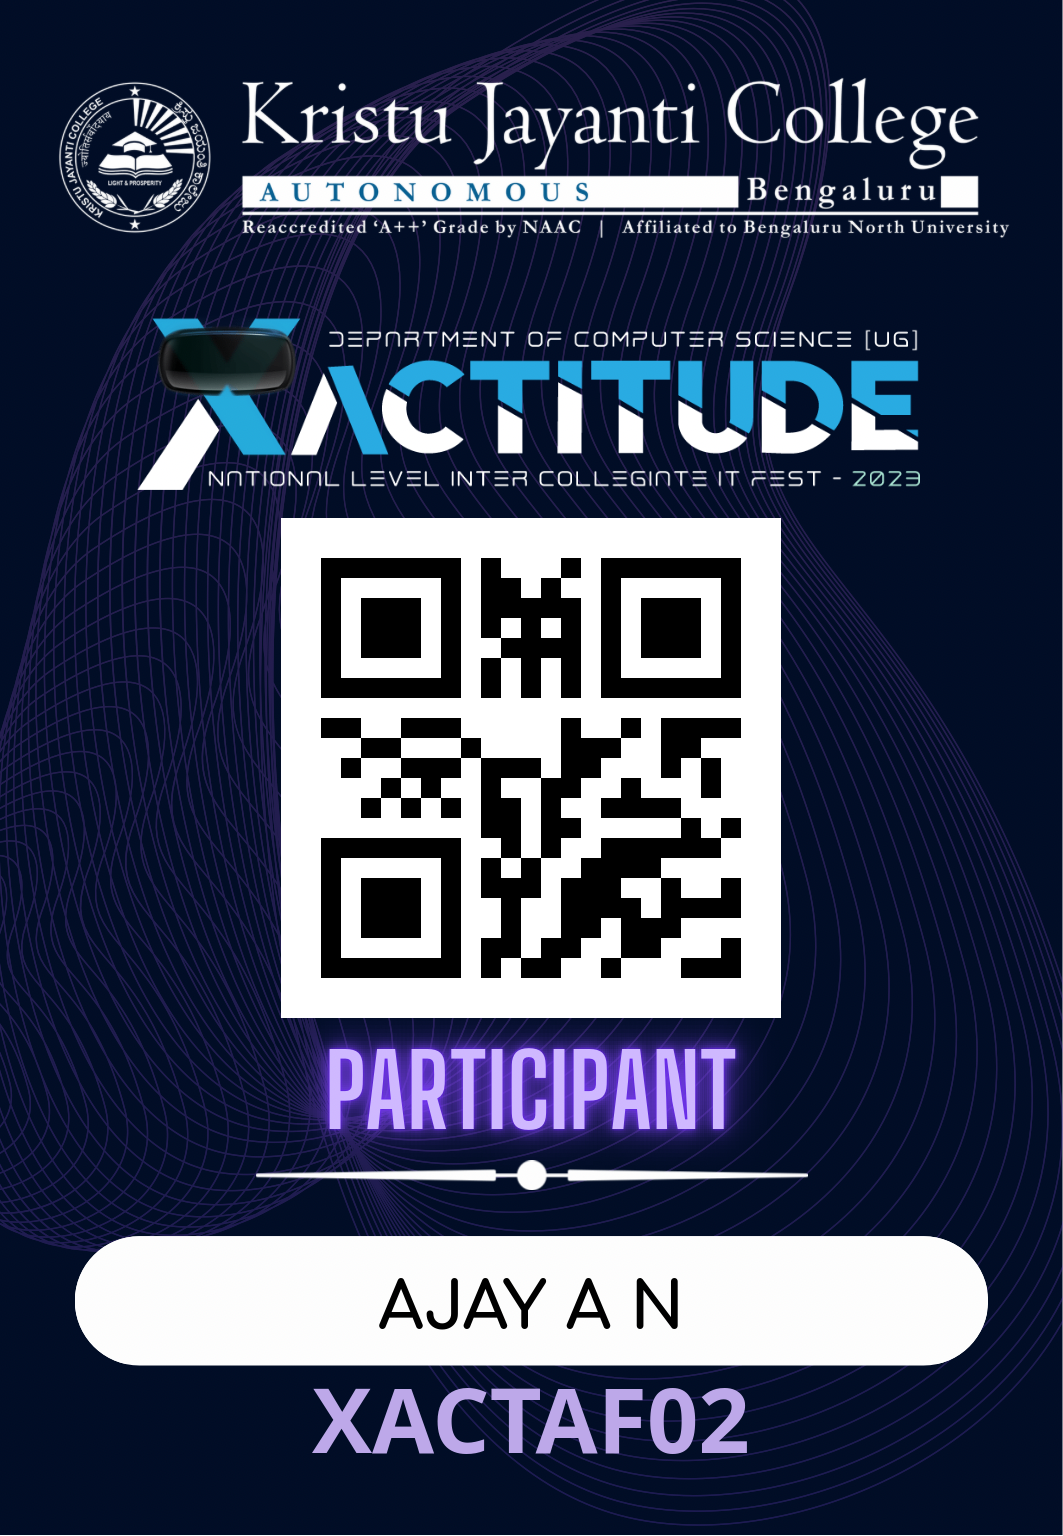 Kristu Jayanti College
AUTONOMOUS Bengaluru
Reaccredited ‘A++’ Grade by NAAC | Affiliated to Bengaluru North University
KRISTU JAYANTI COLLEGE
LIGHT & PROSPERITY
DEPARTMENT OF COMPUTER SCIENCE [UG]
XACTITUDE
NATIONAL LEVEL INTER COLLEGIATE IT FEST - 2023
PARTICIPANT
AJAY A N
XACTAF02